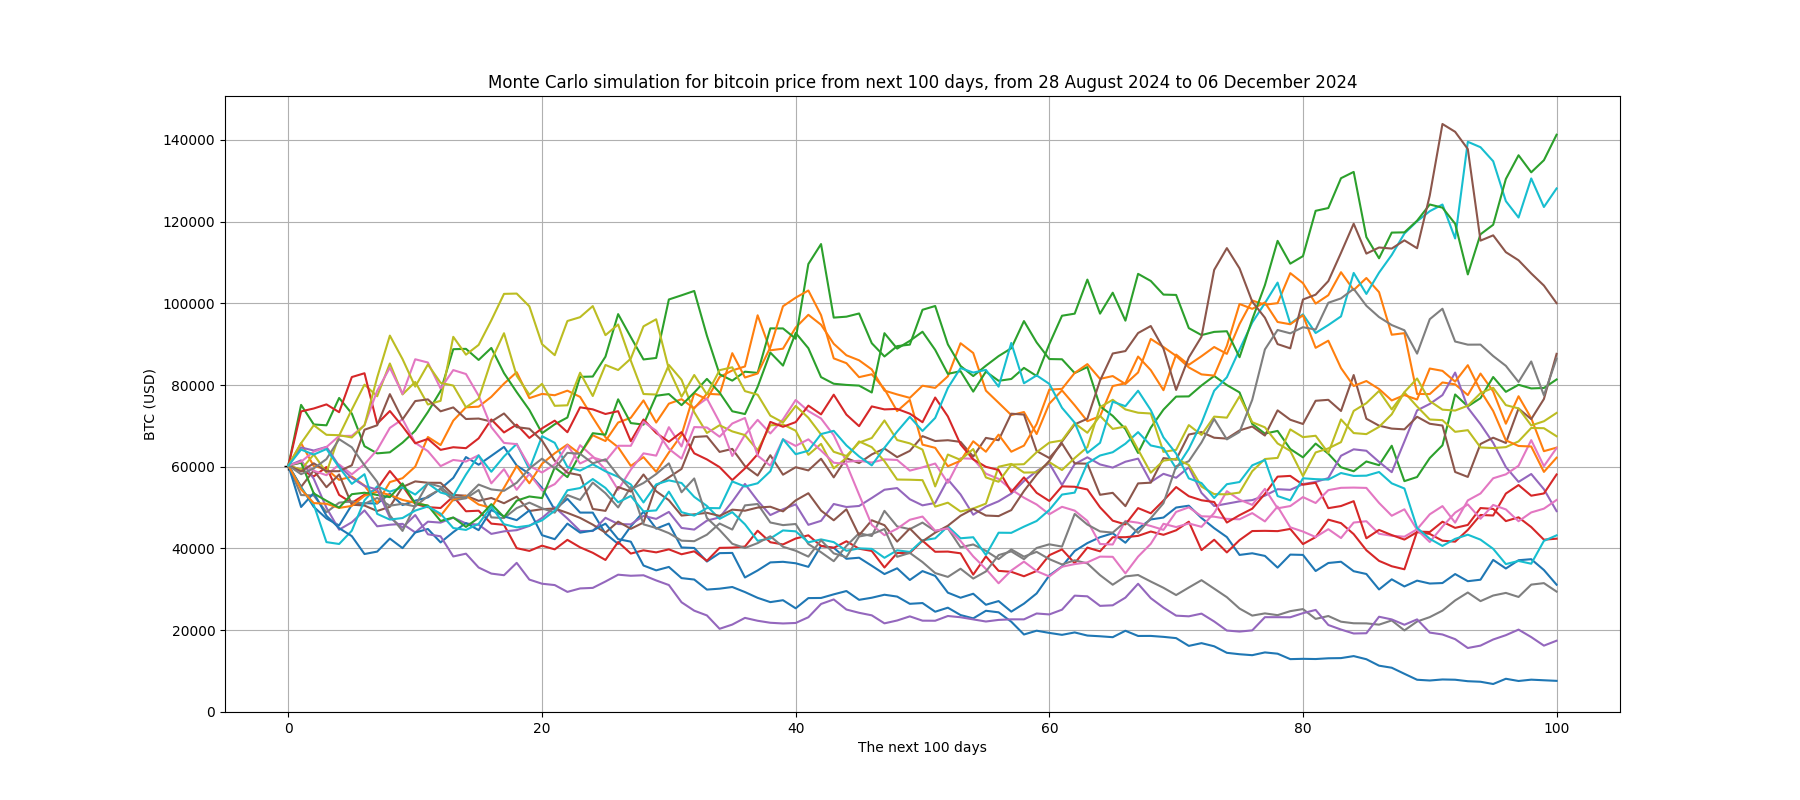 Monte Carlo simulation for bitcoin price from next 100 days, from 28 August 2024 to 06 December 2024
140000
120000
100000
80000
60000
40000
20000
0
BTC (USD)
0 20 40 60 80 100
The next 100 days